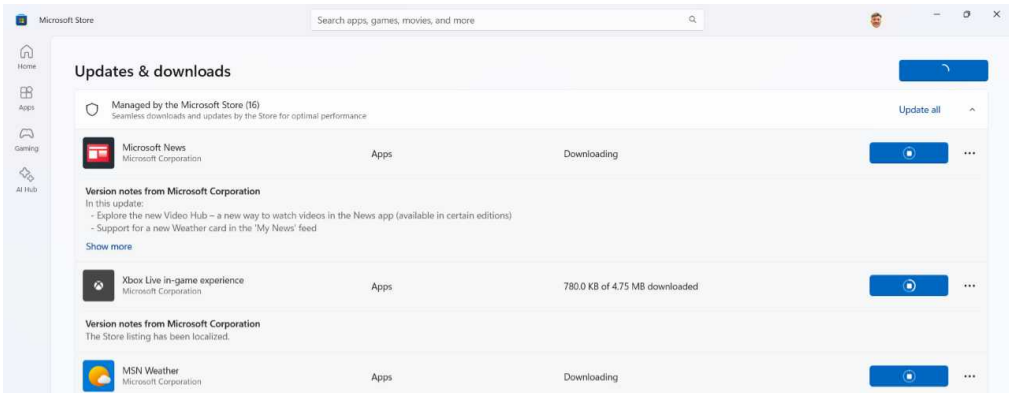 Microsoft Store
Search apps, games, movies, and more
Home
Apps
Gaming
AI Hub
Updates & downloads
Managed by the Microsoft Store (16)
Seamless downloads and updates by the Store for optimal performance
Update all
Microsoft News
Microsoft Corporation
Apps
Downloading
Version notes from Microsoft Corporation
In this update:
- Explore the new Video Hub – a new way to watch videos in the News app (available in certain editions)
- Support for a new Weather card in the 'My News' feed
Show more
Xbox Live in-game experience
Microsoft Corporation
Apps
780.0 KB of 4.75 MB downloaded
Version notes from Microsoft Corporation
The Store listing has been localized.
MSN Weather
Microsoft Corporation
Apps
Downloading